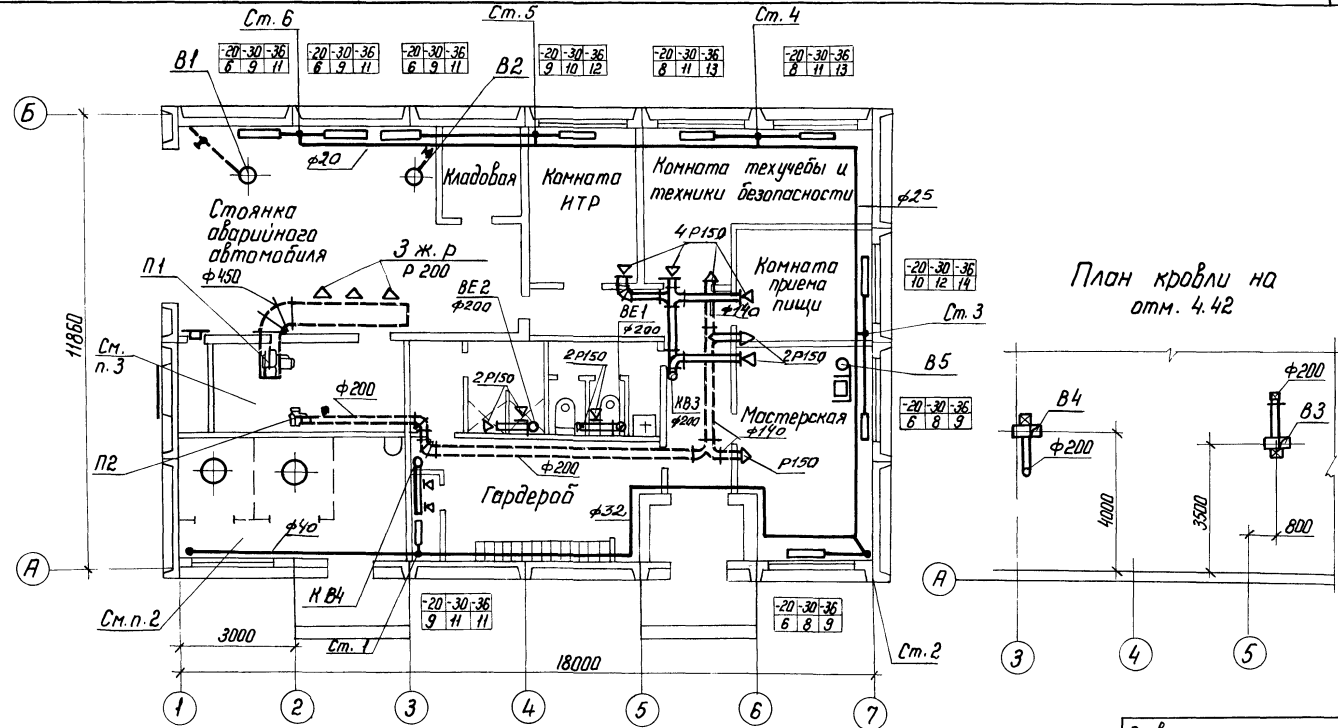 Ст. 6
Ст. 5
Ст. 4
-20 -30 -36
6 9 11
-20 -30 -36
6 9 11
-20 -30 -36
6 9 11
-20 -30 -36
9 10 12
-20 -30 -36
8 11 13
-20 -30 -36
8 11 13
В1
В2
Б
ф20
Кладовая
Комната
ИТР
Комната техучебы и
техники безопасности
ф25
Стоянка
аварийного
автомобиля
3 ж. р
Р 200
4 Р150
П1
ф450
ВЕ2
ф200
ВЕ1
ф200
ф140
Комната
приема
пищи
-20 -30 -36
10 12 14
Ст. 3
План кровли на
отм. 4.42
11860
См.
п. 3
2Р150
2Р150
2Р150
В5
ф200
КВ3
ф200
Мастерская
ф140
-20 -30 -36
6 8 9
В4
ф200
ф200
В3
П2
ф200
Р150
Гардероб
ф32
4000
3500
800
ф40
А
А
КВ4
-20 -30 -36
9 11 11
-20 -30 -36
6 8 9
См. п. 2
3000
Ст. 1
18000
Ст. 2
1
2
3
4
5
6
7
3
4
5